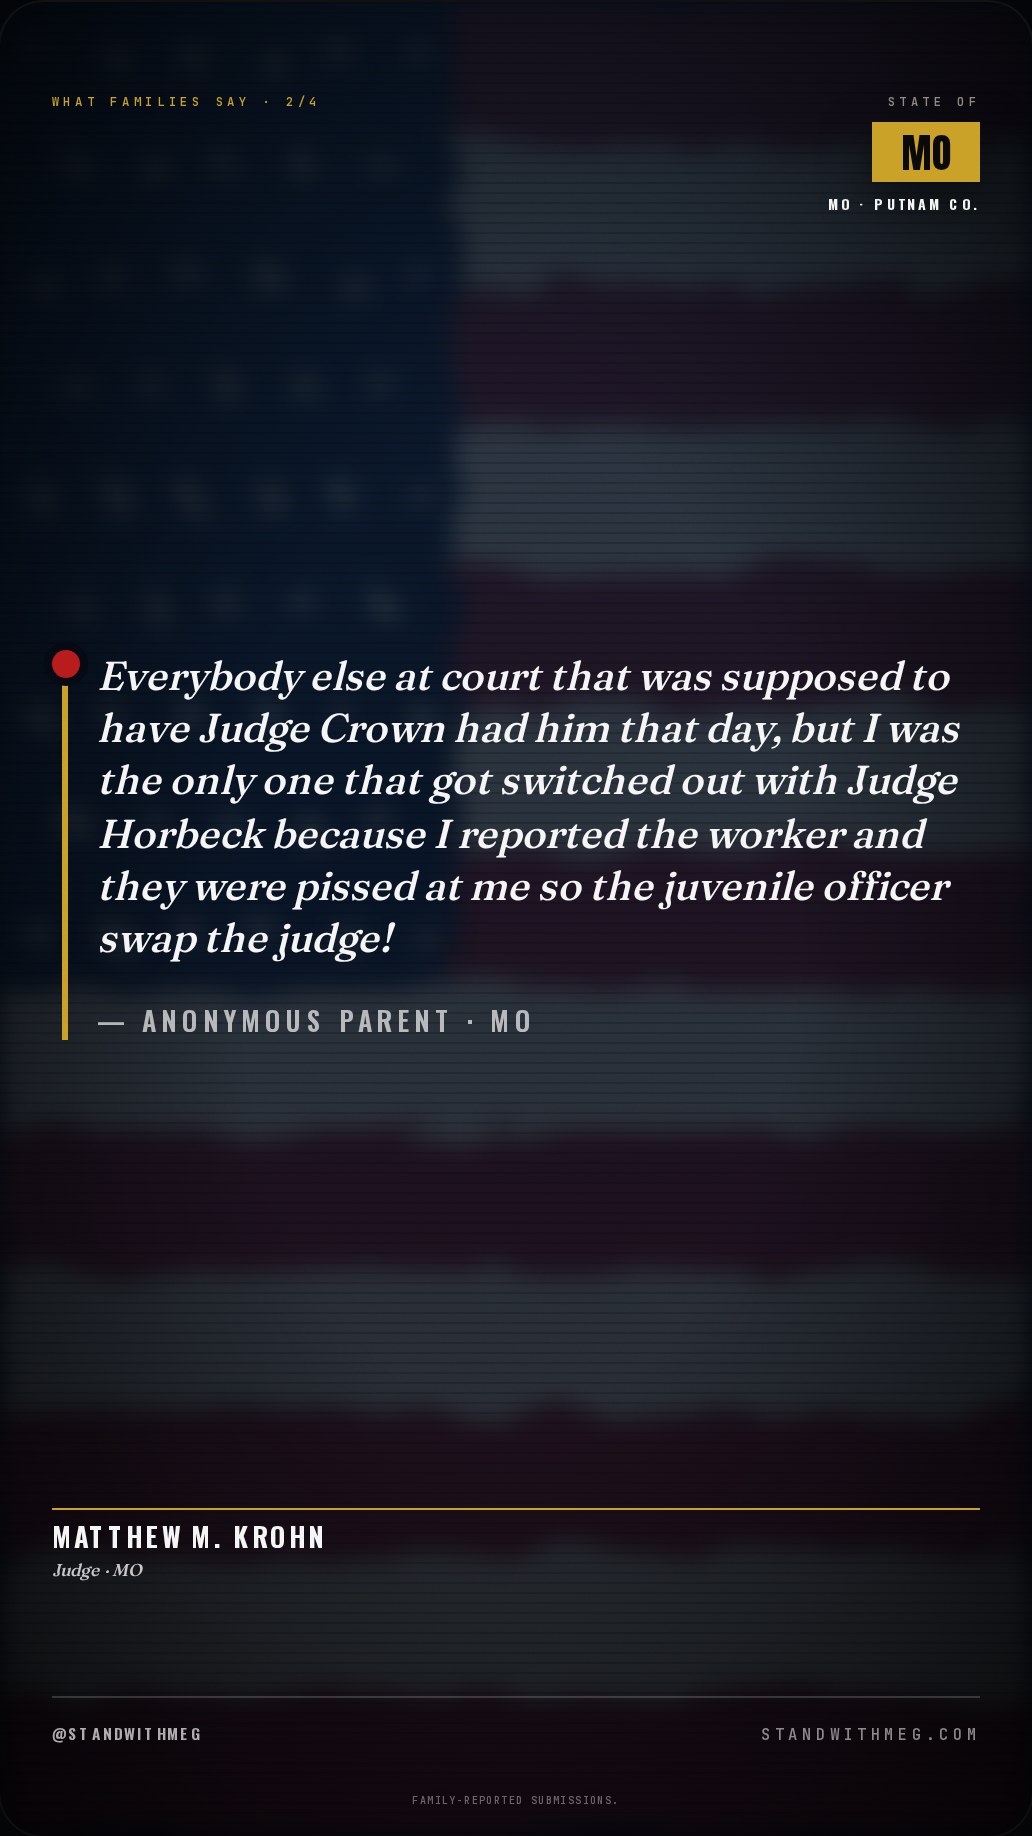 WHAT FAMILIES SAY · 2/4
STATE OF
MO
MO · PUTNAM CO.
Everybody else at court that was supposed to
have Judge Crown had him that day, but I was
the only one that got switched out with Judge
Horbeck because I reported the worker and
they were pissed at me so the juvenile officer
swap the judge!
— ANONYMOUS PARENT · MO
MATTHEW M. KROHN
Judge · MO
@STANDWITHMEG
STANDWITHMEG.COM
FAMILY-REPORTED SUBMISSIONS.